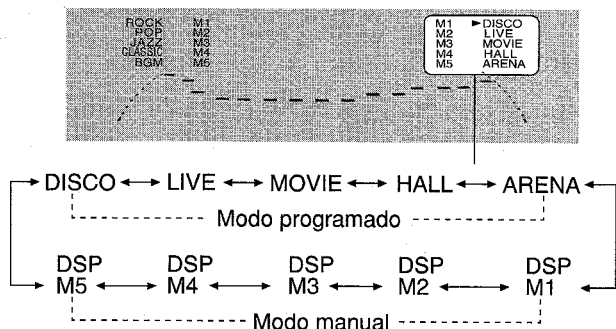 ROCK M1
POP M2
JAZZ M3
CLASSIC M4
BGM M5
M1 ►DISCO
M2 LIVE
M3 MOVIE
M4 HALL
M5 ARENA
DISCO ↔ LIVE ↔ MOVIE ↔ HALL ↔ ARENA
Modo programado
DSP DSP DSP DSP DSP
M5 ↔ M4 ↔ M3 ↔ M2 ↔ M1
Modo manual